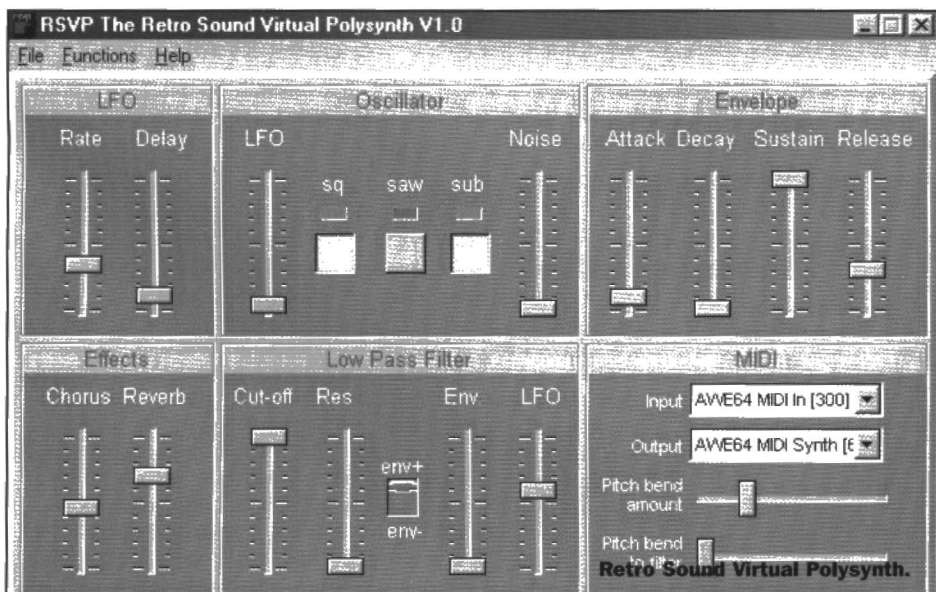 RSVP The Retro Sound Virtual Polysynth V1.0
File Functions Help
LFO
Rate Delay
Oscillator
LFO Noise
sq saw sub
Envelope
Attack Decay Sustain Release
Effects
Chorus Reverb
Low Pass Filter
Cut-off Res Env. LFO
env+
env-
MIDI
Input AWE64 MIDI In [300]
Output AWE64 MIDI Synth [6
Pitch bend
amount
Pitch bend
to filter
Retro Sound Virtual Polysynth.